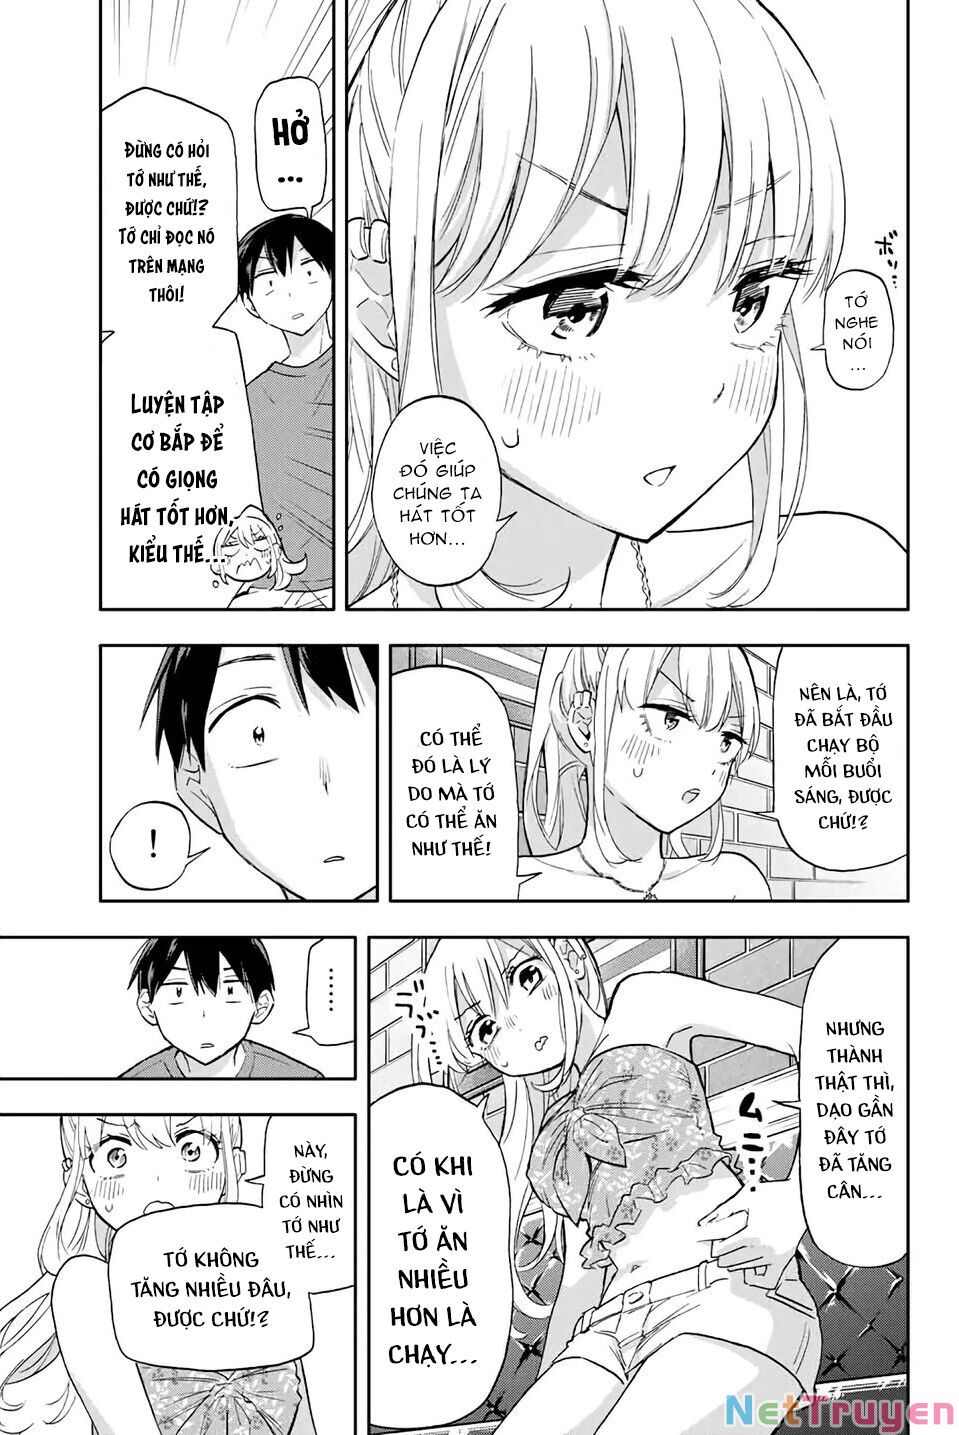 TỚ
NGHE
NÓI
...
ボソッ
VIỆC
ĐÓ GIÚP
CHÚNG TA
HÁT TỐT
HƠN...
HỞ
...
ĐỪNG CÓ HỎI
TỚ NHƯ THẾ,
ĐƯỢC CHỨ!?
TỚ CHỈ ĐỌC NÓ
TRÊN MẠNG
THÔI!
LUYỆN TẬP
CƠ BẮP ĐỂ
CÓ GIỌNG
HÁT TỐT HƠN,
KIỂU THẾ...
NÊN LÀ, TỚ
ĐÃ BẮT ĐẦU
CHẠY BỘ
MỖI BUỔI
SÁNG, ĐƯỢC
CHỨ!?
CÓ THỂ
ĐÓ LÀ LÝ
DO MÀ TỚ
CÓ THỂ ĂN
NHƯ THẾ!
!
NHƯNG
THÀNH
THẬT THÌ,
DẠO GẦN
ĐÂY TỚ
ĐÃ TĂNG
CÂN...
CÓ KHI
LÀ VÌ
TỚ ĂN
NHIỀU
HƠN LÀ
CHẠY...
........
NÀY,
ĐỪNG
CÓ NHÌN
TỚ NHƯ
THẾ...
TỚ KHÔNG
TĂNG NHIỀU ĐÂU,
ĐƯỢC CHỨ!?
NetTruyen